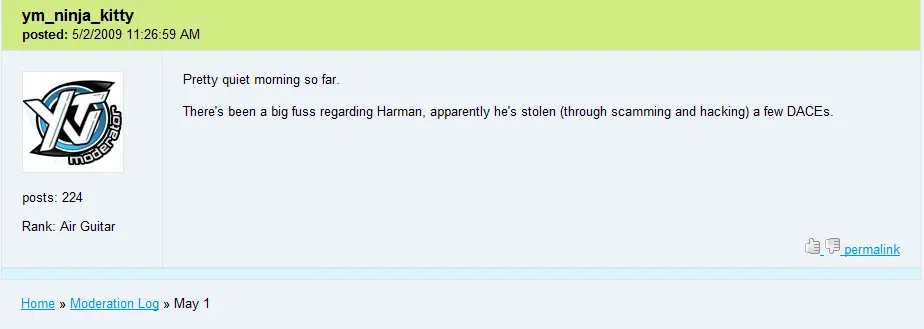 ym_ninja_kitty
posted: 5/2/2009 11:26:59 AM
Pretty quiet morning so far.
There's been a big fuss regarding Harman, apparently he's stolen (through scamming and hacking) a few DACEs.
moderator
posts: 224
Rank: Air Guitar
permalink
Home » Moderation Log » May 1